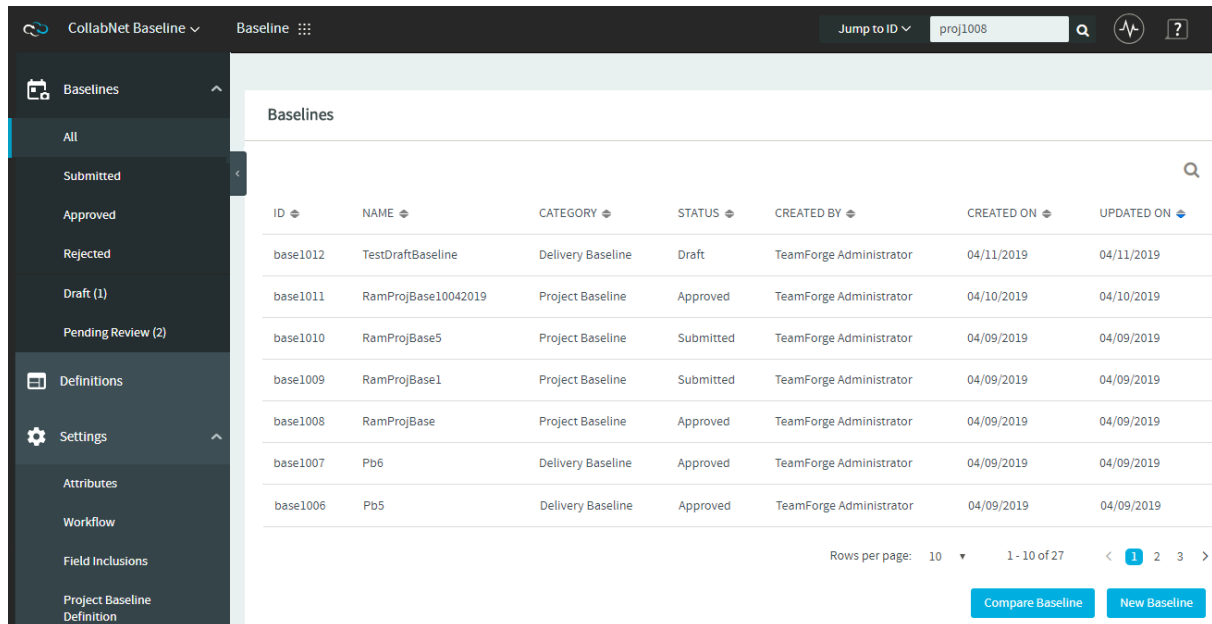 CollabNet Baseline Baseline Jump to ID proj1008 ?
Baselines
All
Submitted
Approved
Rejected
Draft (1)
Pending Review (2)
Definitions
Settings
Attributes
Workflow
Field Inclusions
Project Baseline
Definition
Baselines
ID NAME CATEGORY STATUS CREATED BY CREATED ON UPDATED ON
base1012 TestDraftBaseline Delivery Baseline Draft TeamForge Administrator 04/11/2019 04/11/2019
base1011 RamProjBase10042019 Project Baseline Approved TeamForge Administrator 04/10/2019 04/10/2019
base1010 RamProjBase5 Project Baseline Submitted TeamForge Administrator 04/09/2019 04/09/2019
base1009 RamProjBase1 Project Baseline Submitted TeamForge Administrator 04/09/2019 04/09/2019
base1008 RamProjBase Project Baseline Approved TeamForge Administrator 04/09/2019 04/09/2019
base1007 Pb6 Delivery Baseline Approved TeamForge Administrator 04/09/2019 04/09/2019
base1006 Pb5 Delivery Baseline Approved TeamForge Administrator 04/09/2019 04/09/2019
Rows per page: 10 1 - 10 of 27 < 1 2 3 >
Compare Baseline New Baseline